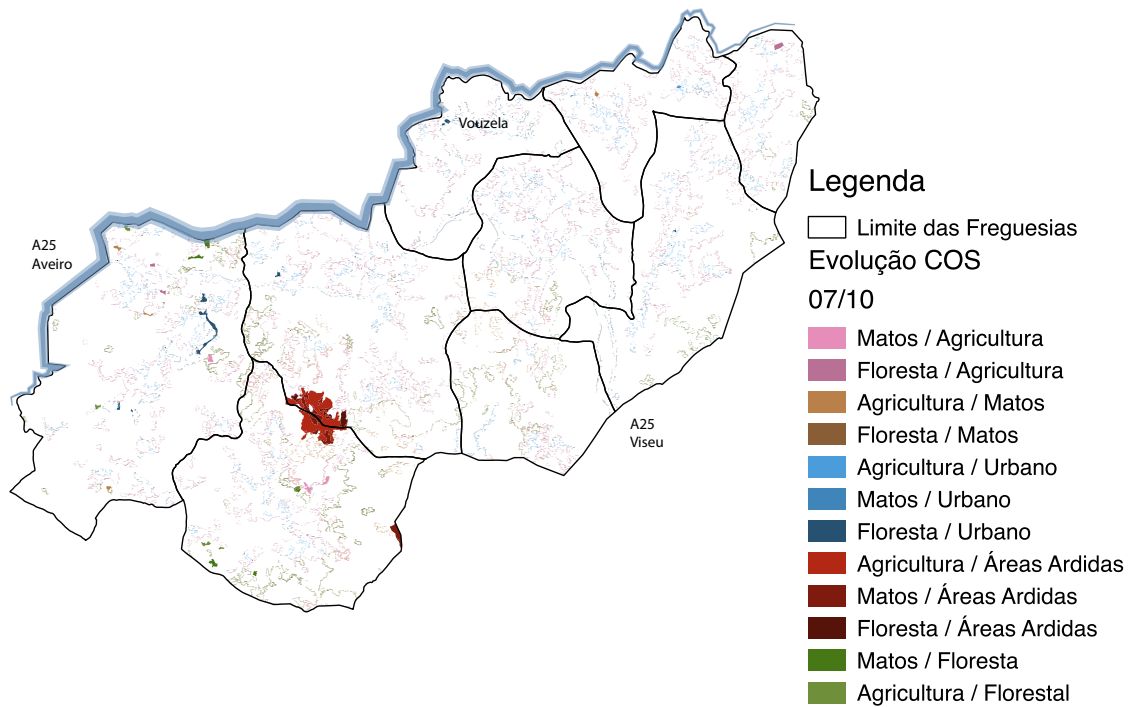 Vouzela
A25
Aveiro
A25
Viseu
Legenda
Limite das Freguesias
Evolução COS
07/10
Matos / Agricultura
Floresta / Agricultura
Agricultura / Matos
Floresta / Matos
Agricultura / Urbano
Matos / Urbano
Floresta / Urbano
Agricultura / Áreas Ardidas
Matos / Áreas Ardidas
Floresta / Áreas Ardidas
Matos / Floresta
Agricultura / Florestal